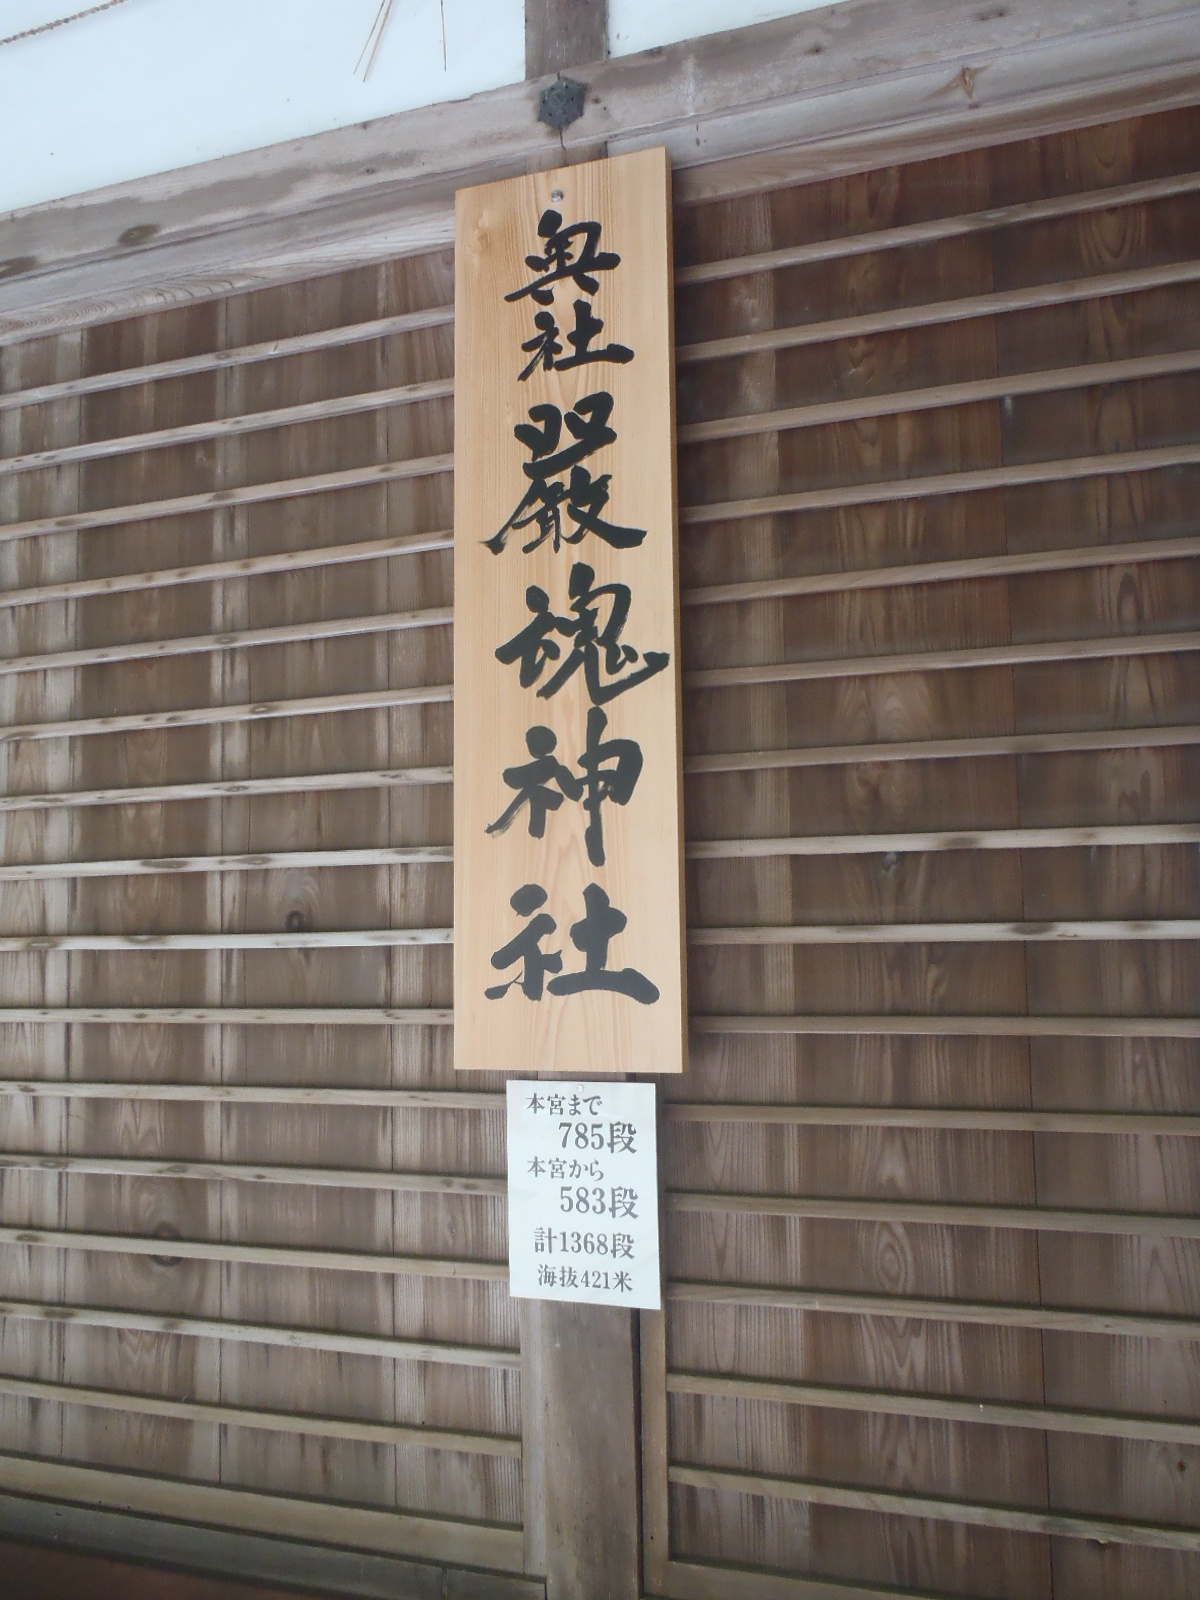 奥社 嚴魂神社
本宮まで
785段
本宮から
583段
計1368段
海抜421米